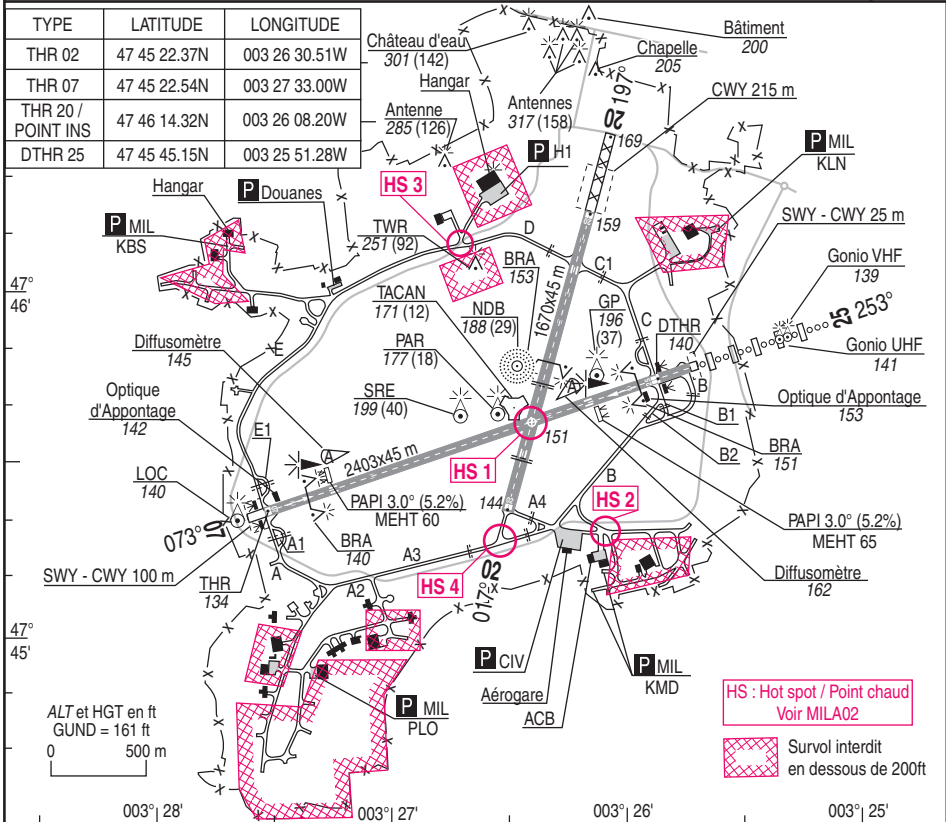 TYPE LATITUDE LONGITUDE
THR 02 47 45 22.37N 003 26 30.51W
THR 07 47 45 22.54N 003 27 33.00W
THR 20 /
POINT INS 47 46 14.32N 003 26 08.20W
DTHR 25 47 45 45.15N 003 25 51.28W
Château d'eau
301 (142)
Hangar
Antenne
285 (126)
Antennes
317 (158)
Bâtiment
200
Chapelle
205
CWY 215 m
20 197°
169
159
P H1
P MIL
KLN
HS 3
Hangar
P Douanes
P MIL
KBS
TWR
251 (92)
D
BRA
153
C1
SWY - CWY 25 m
Gonio VHF
139
47°
46'
TACAN
171 (12)
NDB
188 (29)
1670x45 m
GP
196
(37)
C
DTHR
140
25 253°
Gonio UHF
141
Diffusomètre
145
E
PAR
177 (18)
SRE
199 (40)
A
B
Optique d'Appontage
153
Optique
d'Appontage
142
E1
A
2403x45 m
HS 1
151
B1
B2
BRA
151
LOC
140
073°
07
PAPI 3.0° (5.2%)
MEHT 60
144
A4
B
HS 2
PAPI 3.0° (5.2%)
MEHT 65
A1
BRA
140
A3
A
SWY - CWY 100 m
THR
134
A
A2
HS 4
02
017°
Diffusomètre
162
47°
45'
P CIV
Aérogare
ACB
P MIL
KMD
P MIL
PLO
HS : Hot spot / Point chaud
Voir MILA02
ALT et HGT en ft
GUND = 161 ft
0 500 m
Survol interdit
en dessous de 200ft
003° 28' 003° 27' 003° 26' 003° 25'